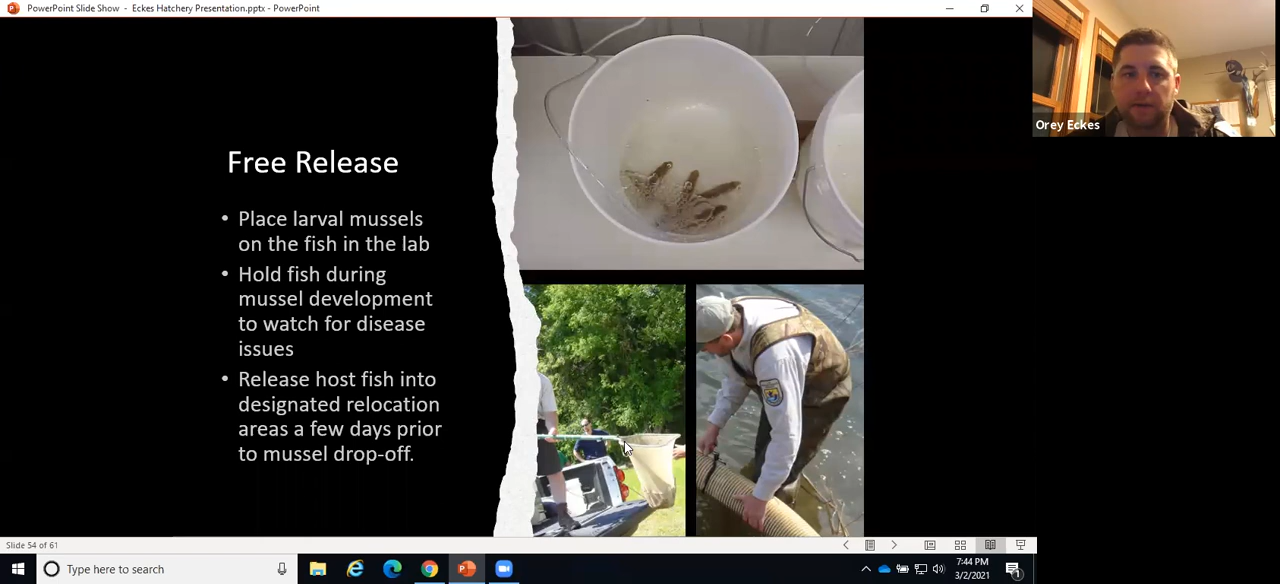 PowerPoint Slide Show - Eckes Hatchery Presentation.pptx - PowerPoint
Orey Eckes
Free Release
• Place larval mussels
on the fish in the lab
• Hold fish during
mussel development
to watch for disease
issues
• Release host fish into
designated relocation
areas a few days prior
to mussel drop-off.
Slide 54 of 61
Type here to search
7:44 PM
3/2/2021
1